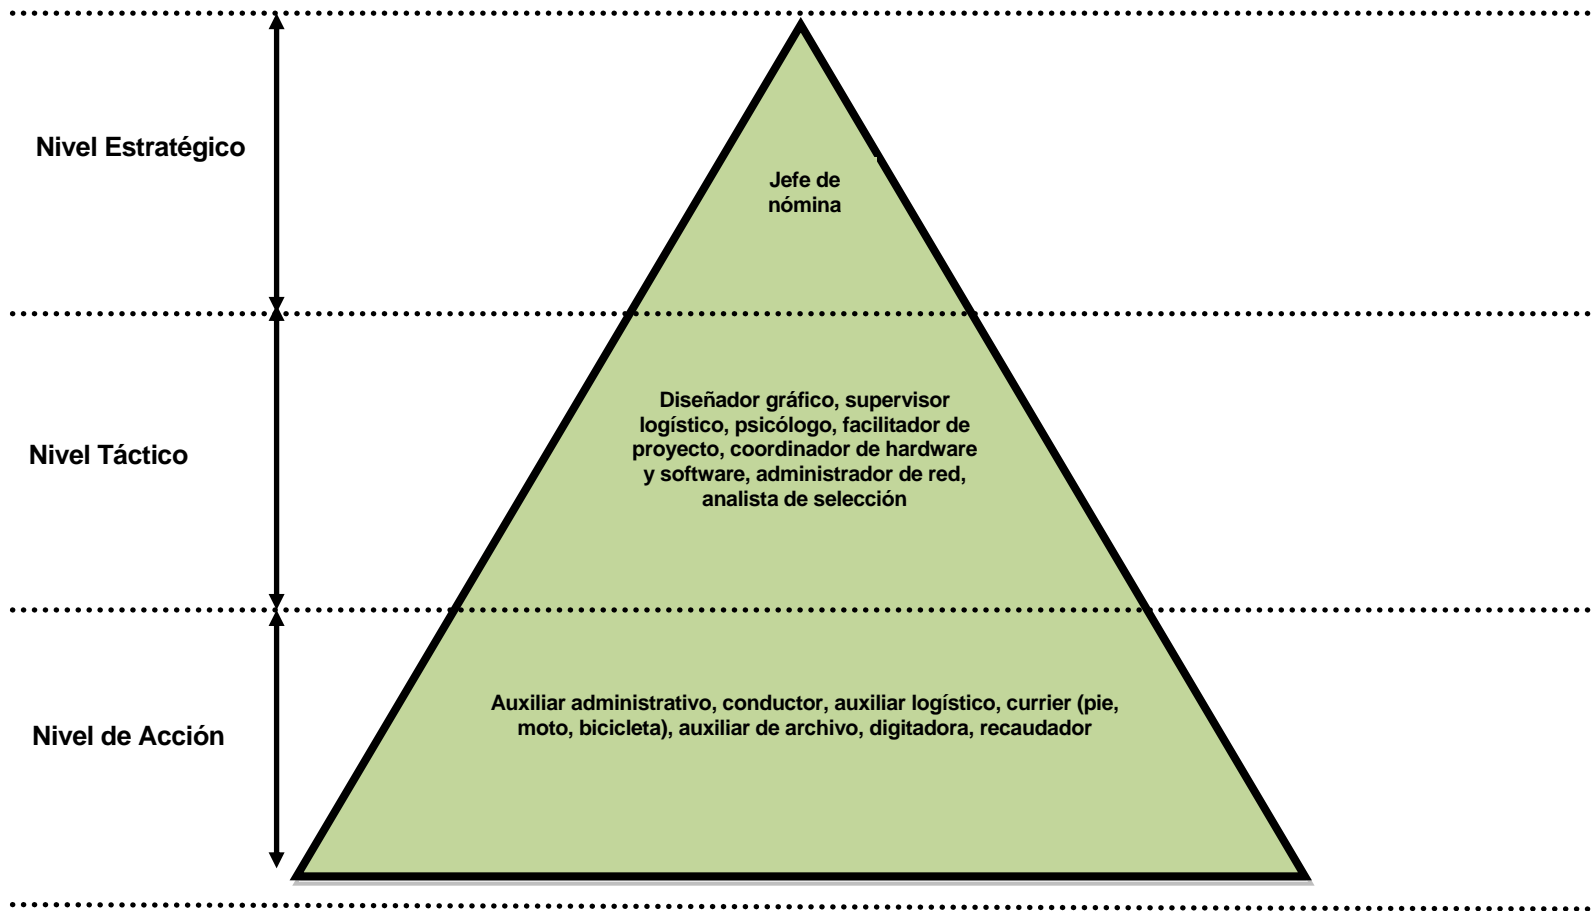 Nivel Estratégico
Jefe de
nómina
Nivel Táctico
Diseñador gráfico, supervisor
logístico, psicólogo, facilitador de
proyecto, coordinador de hardware
y software, administrador de red,
analista de selección
Nivel de Acción
Auxiliar administrativo, conductor, auxiliar logístico, currier (pie,
moto, bicicleta), auxiliar de archivo, digitadora, recaudador